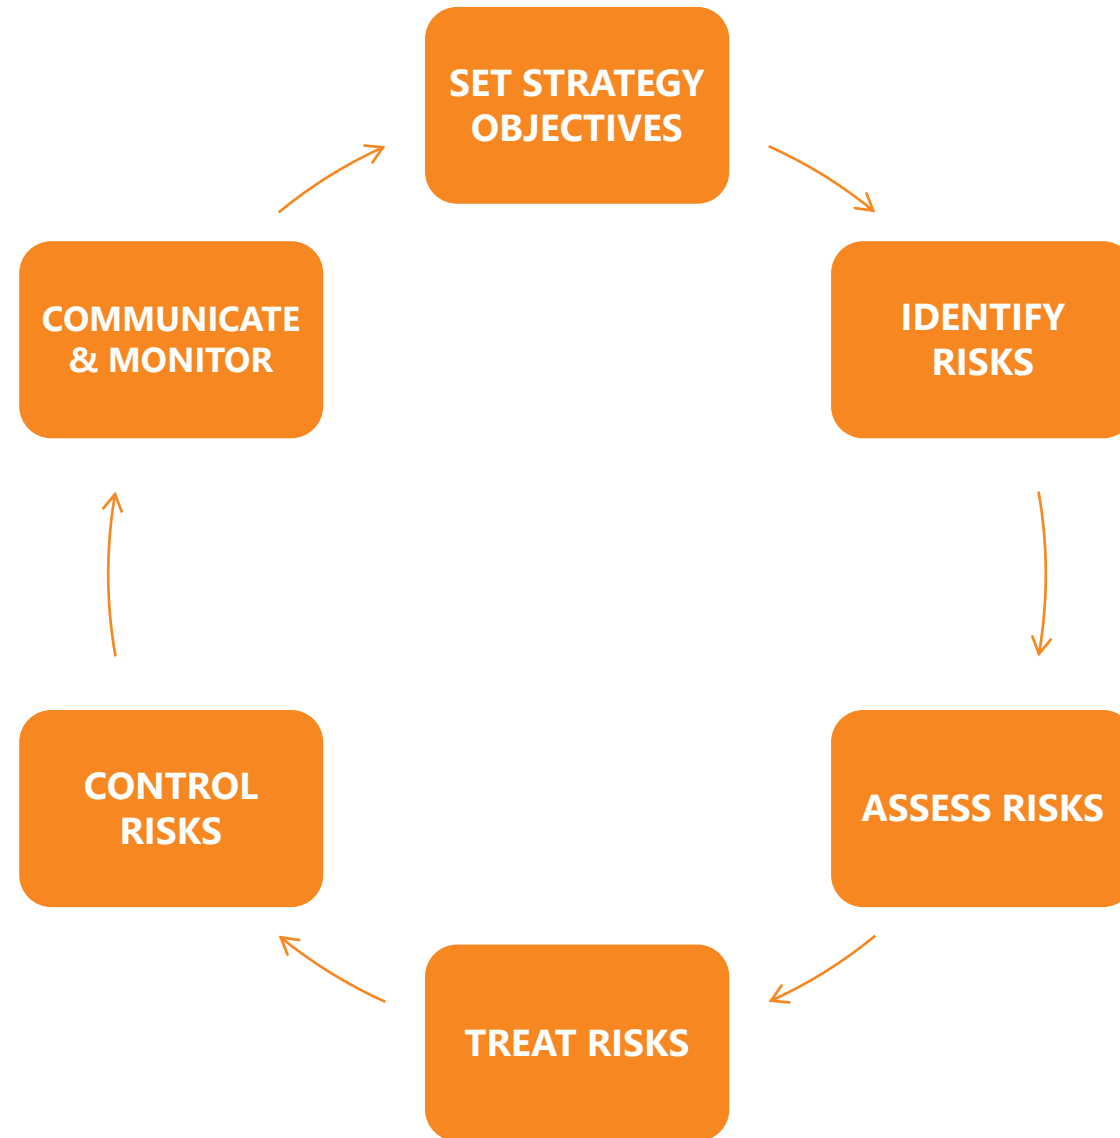 SET STRATEGY
OBJECTIVES
IDENTIFY
RISKS
ASSESS RISKS
TREAT RISKS
CONTROL
RISKS
COMMUNICATE
& MONITOR